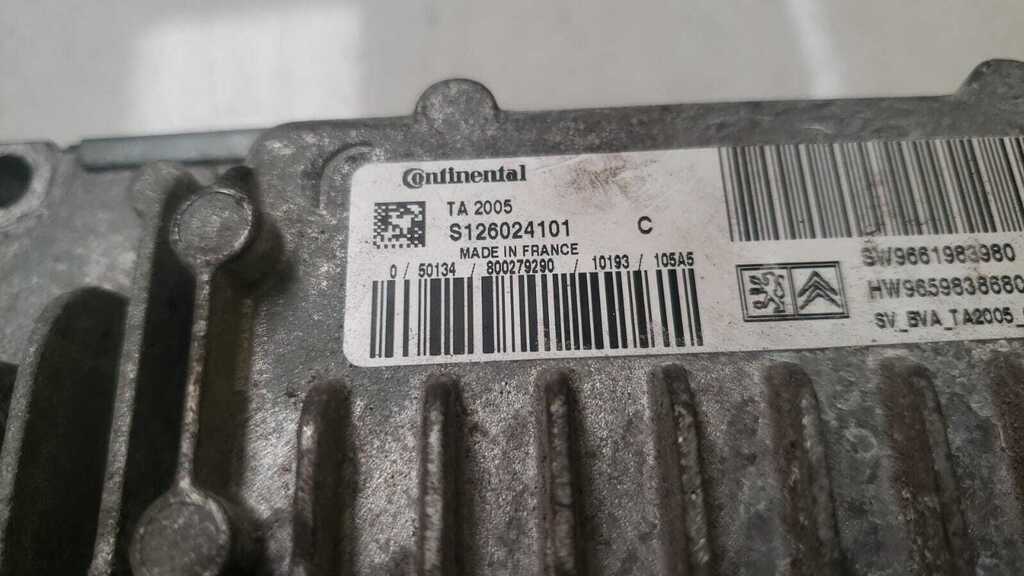 Continental
TA 2005
S126024101 C
MADE IN FRANCE
0 / 50134 / 800279290 / 10193 / 105A5
SW9661983980
HW9659838680
SV_BVA_TA2005_